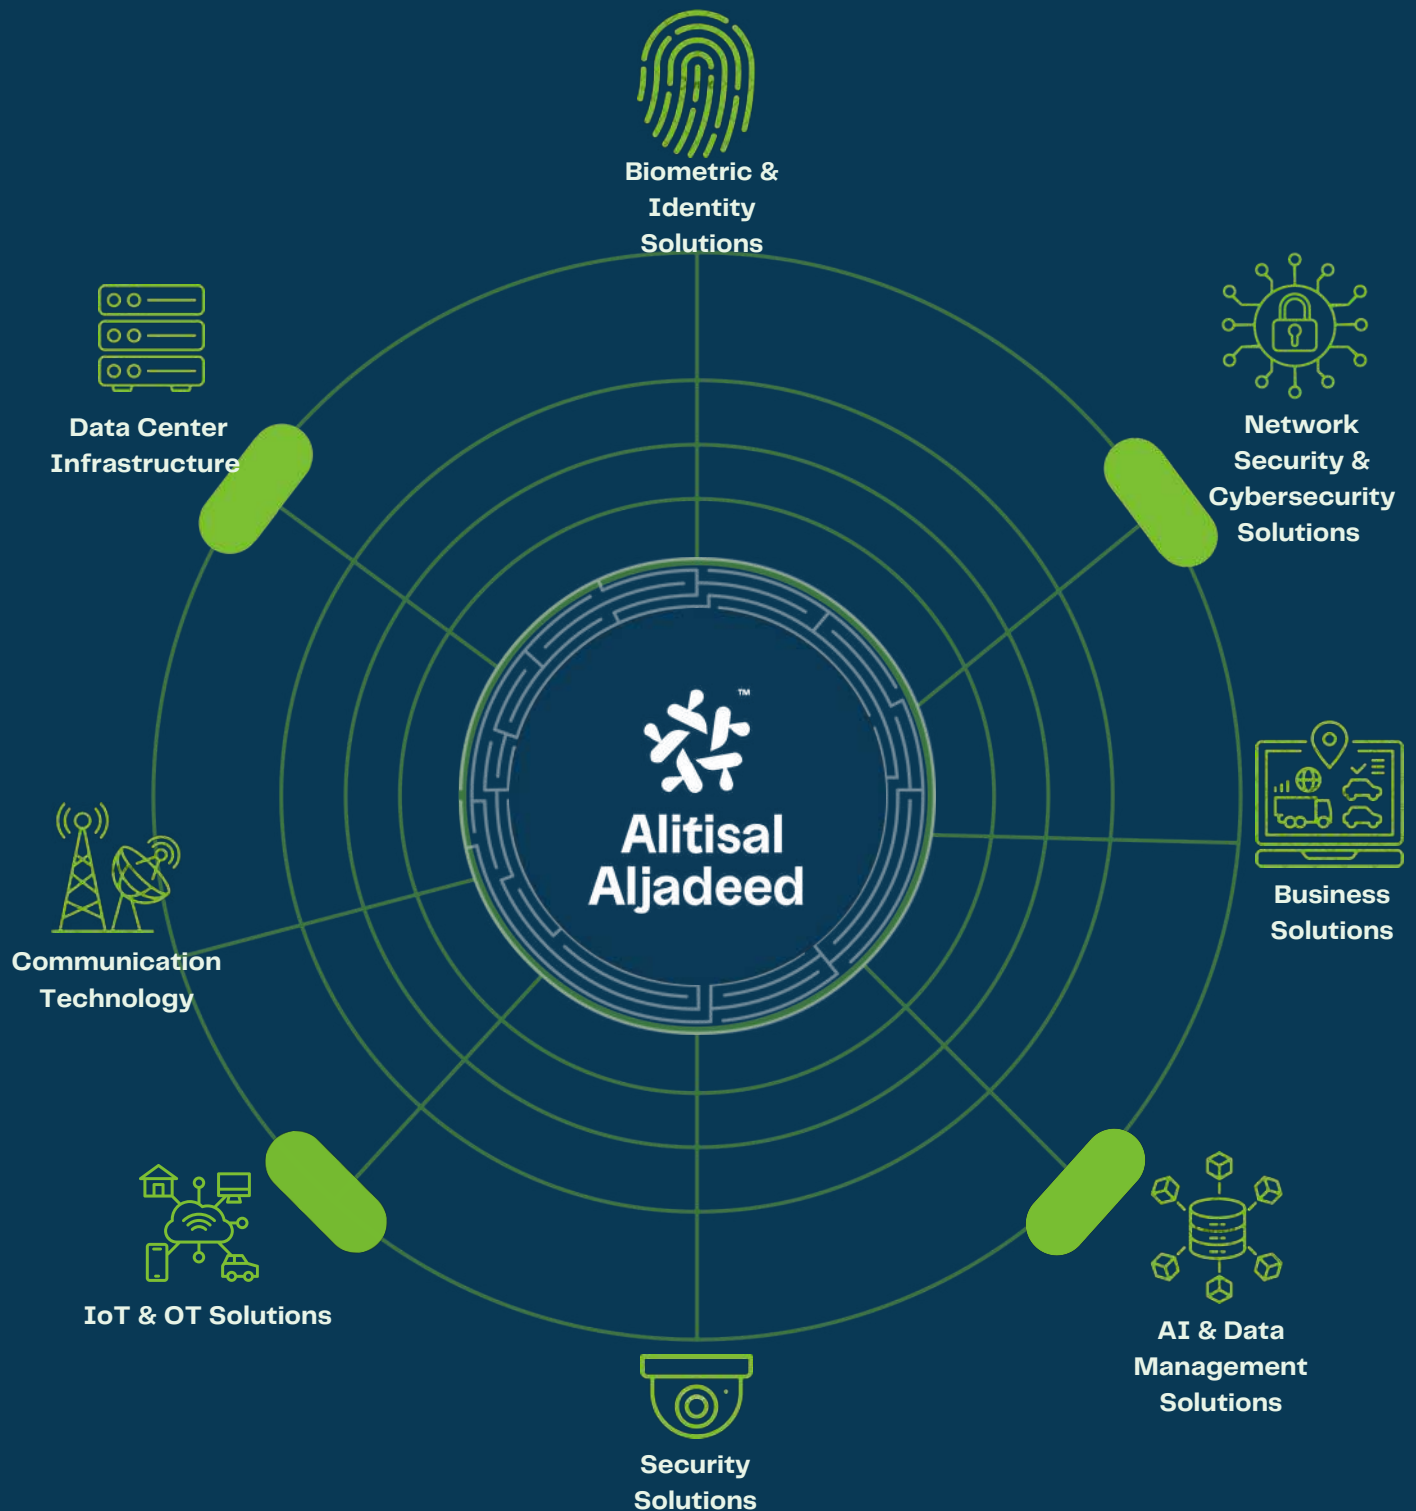 Biometric &
Identity
Solutions
Data Center
Infrastructure
Network
Security &
Cybersecurity
Solutions
™
Alitisal
Aljadeed
Business
Solutions
Communication
Technology
IoT & OT Solutions
AI & Data
Management
Solutions
Security
Solutions